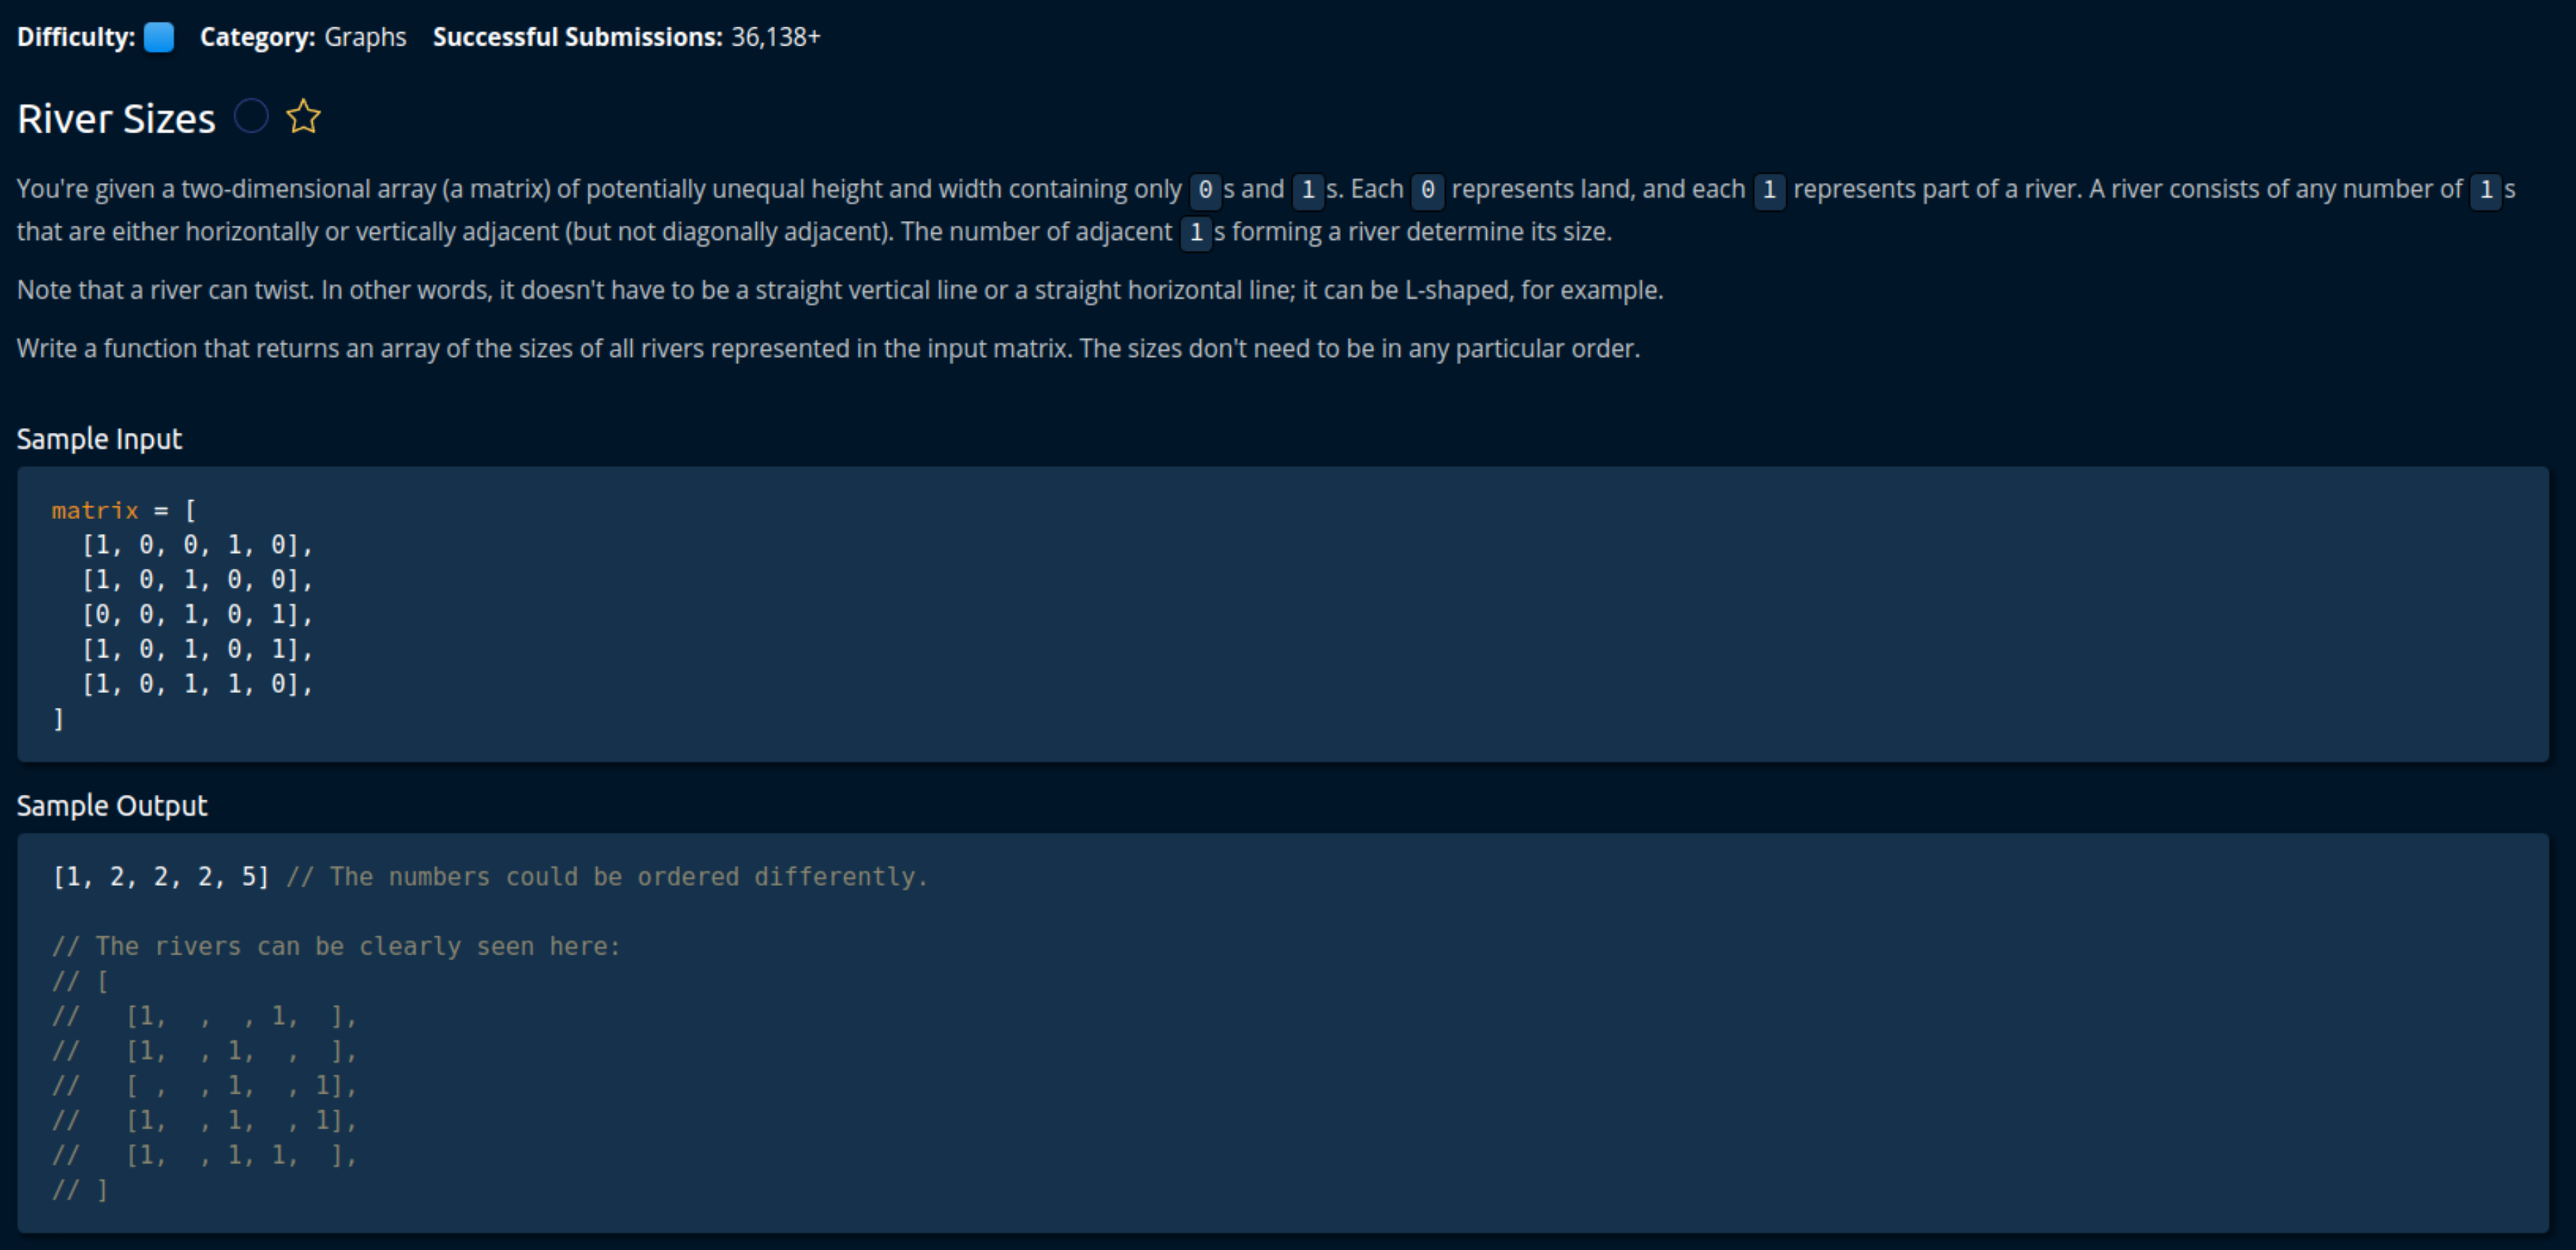 Difficulty: Category: Graphs Successful Submissions: 36,138+
River Sizes
You're given a two-dimensional array (a matrix) of potentially unequal height and width containing only 0s and 1s. Each 0 represents land, and each 1 represents part of a river. A river consists of any number of 1s
that are either horizontally or vertically adjacent (but not diagonally adjacent). The number of adjacent 1s forming a river determine its size.
Note that a river can twist. In other words, it doesn't have to be a straight vertical line or a straight horizontal line; it can be L-shaped, for example.
Write a function that returns an array of the sizes of all rivers represented in the input matrix. The sizes don't need to be in any particular order.
Sample Input
matrix = [
  [1, 0, 0, 1, 0],
  [1, 0, 1, 0, 0],
  [0, 0, 1, 0, 1],
  [1, 0, 1, 0, 1],
  [1, 0, 1, 1, 0],
]
Sample Output
[1, 2, 2, 2, 5] // The numbers could be ordered differently.
// The rivers can be clearly seen here:
// [
//   [1,  ,  , 1,  ],
//   [1,  , 1,  ,  ],
//   [ ,  , 1,  , 1],
//   [1,  , 1,  , 1],
//   [1,  , 1, 1,  ],
// ]